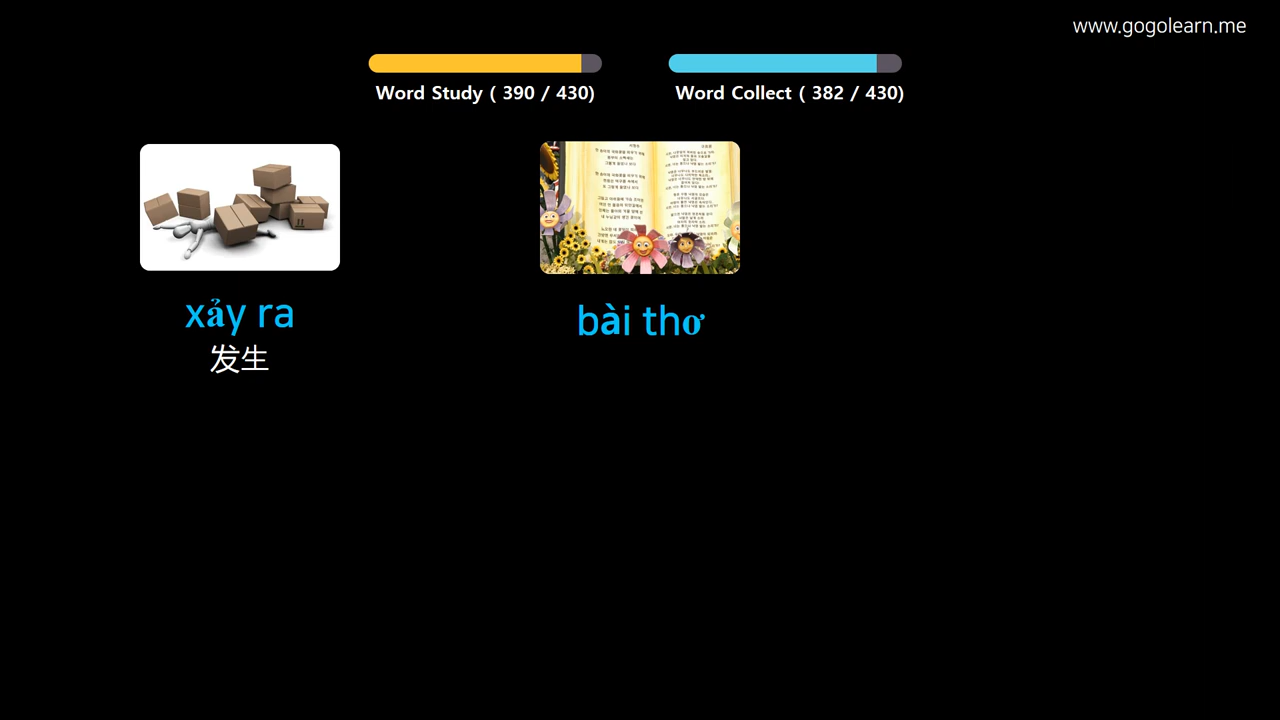 www.gogolearn.me
Word Study ( 390 / 430)
Word Collect ( 382 / 430)
xảy ra
发生
bài thơ